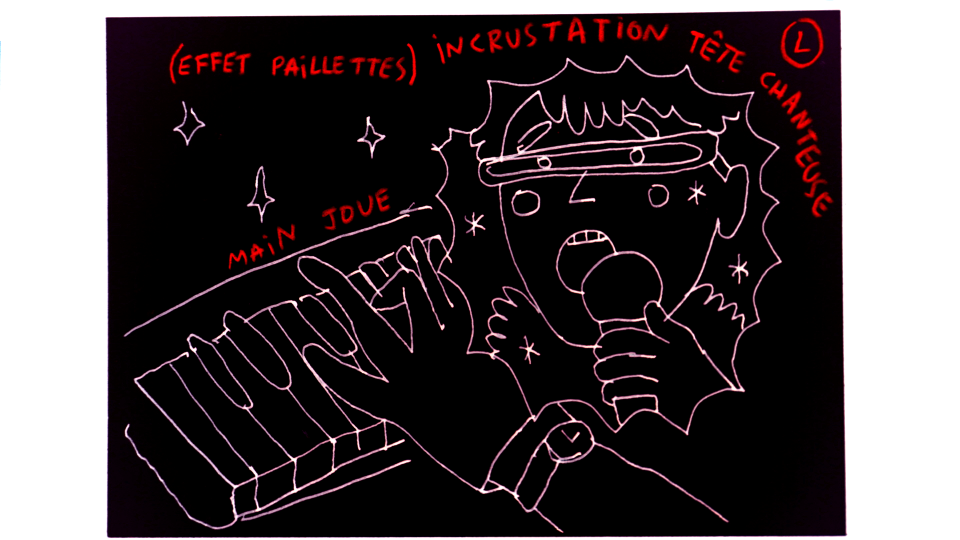 (EFFET PAiLLETTES)
iNCRUSTATiON TÊTE CHANTEUSE
L
MAiN JOUE